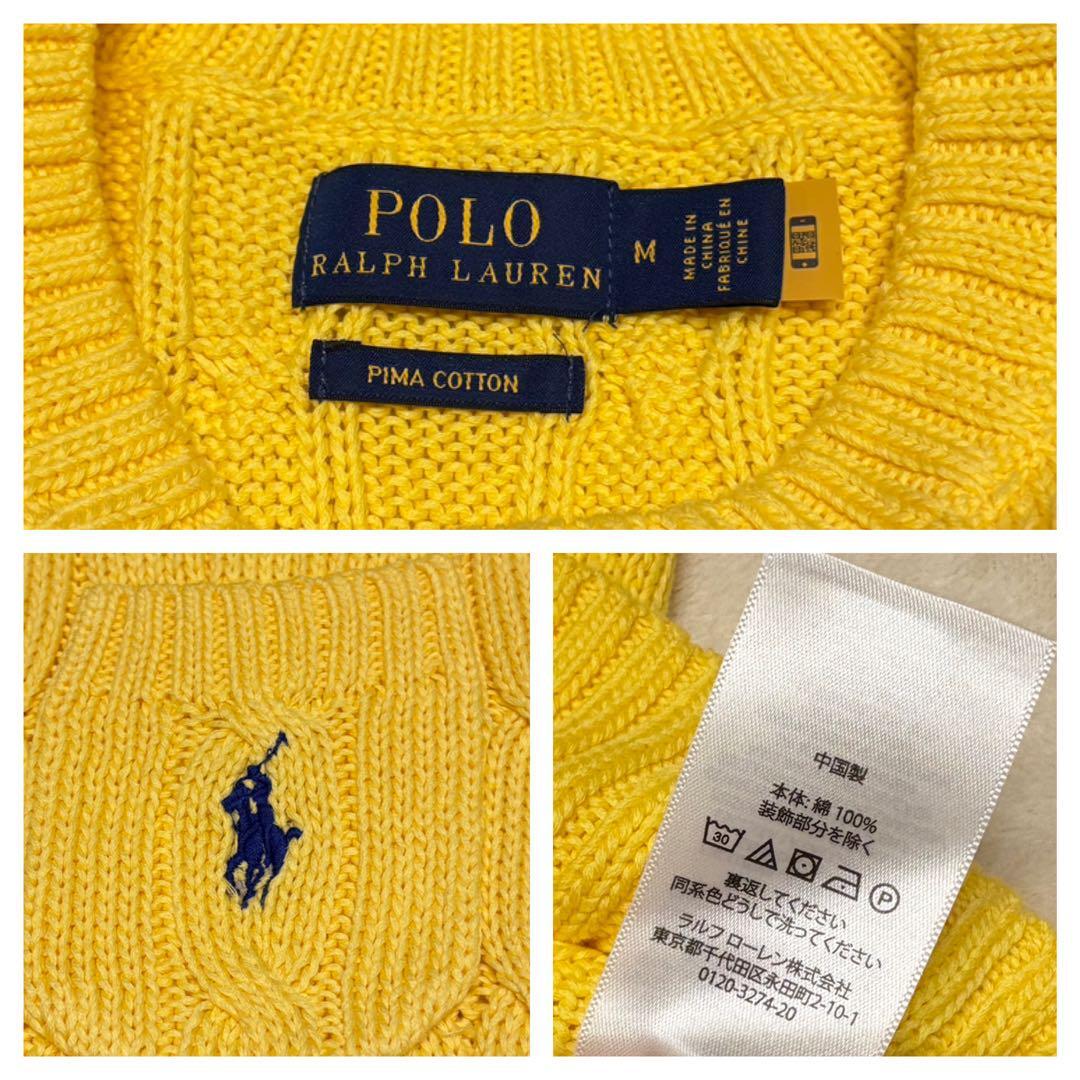 POLO
RALPH LAUREN
M
MADE IN
CHINA
FABRIQUÉ EN
CHINE
PIMA COTTON
中国製
本体: 綿 100%
装飾部分を除く
30
P
裏返してください
同系色どうしで洗ってください
ラルフ ローレン株式会社
東京都千代田区永田町2-10-1
0120-3274-20